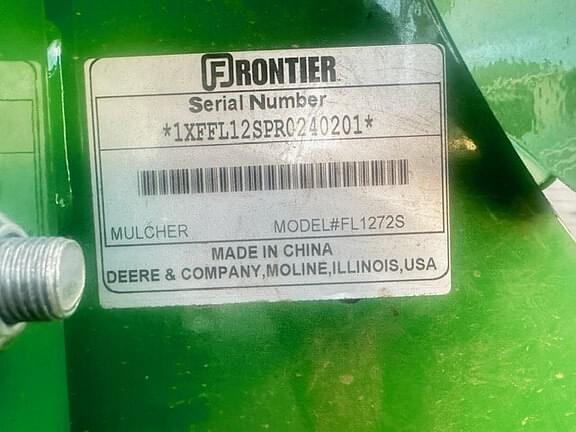 FRONTIER
Serial Number
*1XFFL12SPR0240201*
MULCHER MODEL#FL1272S
MADE IN CHINA
DEERE & COMPANY,MOLINE,ILLINOIS,USA